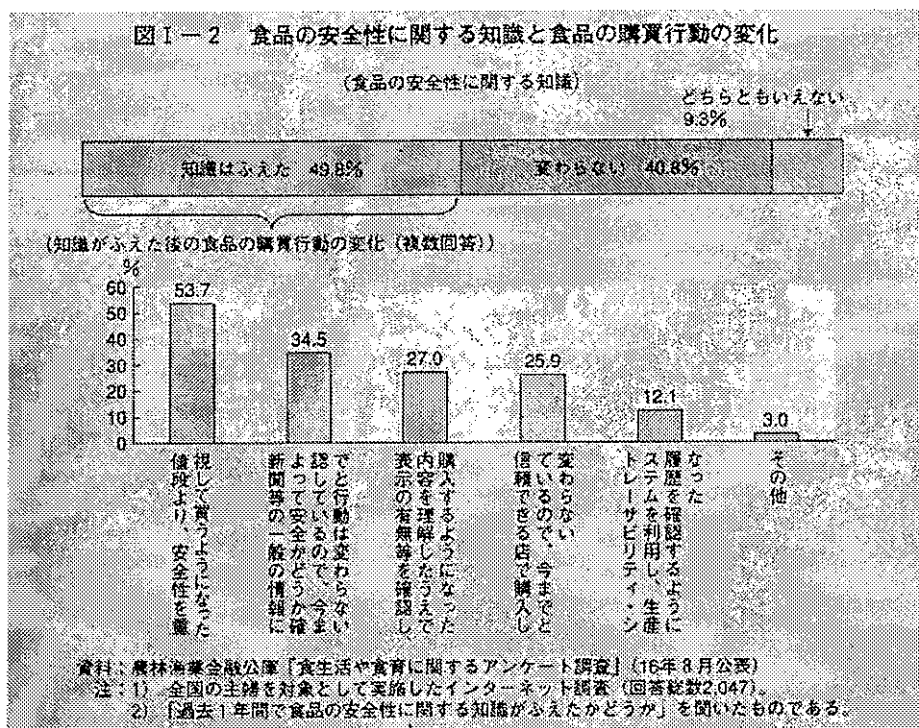 図Ⅰ－2　食品の安全性に関する知識と食品の購買行動の変化
(食品の安全性に関する知識)
どちらともいえない
9.3%
知識はふえた　49.8%
変わらない　40.8%
(知識がふえた後の食品の購買行動の変化（複数回答）)
%
60
50
40
30
20
10
0
53.7
34.5
27.0
25.9
12.1
3.0
値段より、安全性を重
視して買うようになった
新聞等の一般の情報に
よって安全かどうか確
認しているので、今ま
でと行動は変わらない
表示の有無等を確認し、
内容を理解したうえで
購入するようになった
信頼できる店で購入し
ているので、今までと
変わらない
トレーサビリティ・シ
ステムを利用し、生産
履歴を確認するように
なった
その他
資料：農林漁業金融公庫「食生活や食育に関するアンケート調査」（16年8月公表）
注：1）全国の主婦を対象として実施したインターネット調査（回答総数2,047）。
2）「過去1年間で食品の安全性に関する知識がふえたかどうか」を聞いたものである。